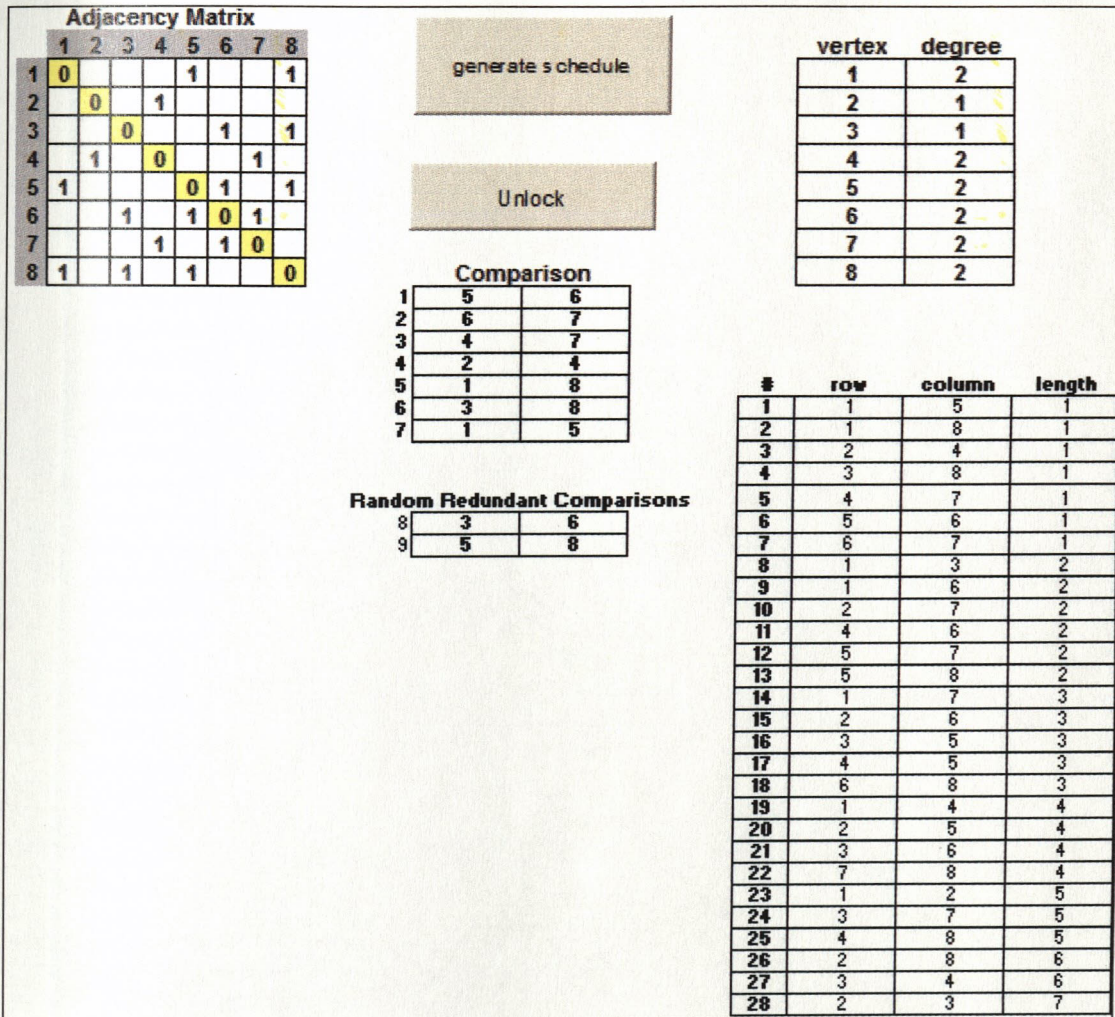 Adjacency Matrix
1 2 3 4 5 6 7 8
1 0 1 1
2 0 1
3 0 1 1
4 1 0 1
5 1 0 1 1
6 1 1 0 1
7 1 1 0
8 1 1 1 0
generate schedule
Unlock
Comparison
1 5 6
2 6 7
3 4 7
4 2 4
5 1 8
6 3 8
7 1 5
Random Redundant Comparisons
8 3 6
9 5 8
vertex degree
1 2
2 1
3 1
4 2
5 2
6 2
7 2
8 2
# row column length
1 1 5 1
2 1 8 1
3 2 4 1
4 3 8 1
5 4 7 1
6 5 6 1
7 6 7 1
8 1 3 2
9 1 6 2
10 2 7 2
11 4 6 2
12 5 7 2
13 5 8 2
14 1 7 3
15 2 6 3
16 3 5 3
17 4 5 3
18 6 8 3
19 1 4 4
20 2 5 4
21 3 6 4
22 7 8 4
23 1 2 5
24 3 7 5
25 4 8 5
26 2 8 6
27 3 4 6
28 2 3 7